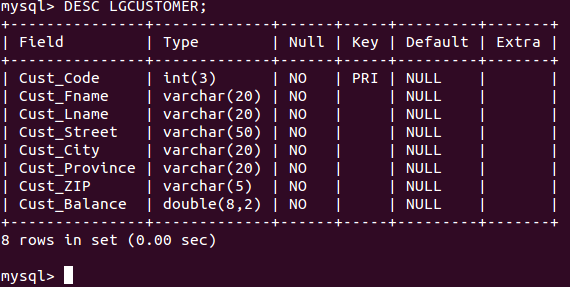 mysql> DESC LGCUSTOMER;
+---------------+-------------+------+-----+---------+-------+
| Field         | Type        | Null | Key | Default | Extra |
+---------------+-------------+------+-----+---------+-------+
| Cust_Code     | int(3)      | NO   | PRI | NULL    |       |
| Cust_Fname    | varchar(20) | NO   |     | NULL    |       |
| Cust_Lname    | varchar(20) | NO   |     | NULL    |       |
| Cust_Street   | varchar(50) | NO   |     | NULL    |       |
| Cust_City     | varchar(20) | NO   |     | NULL    |       |
| Cust_Province | varchar(20) | NO   |     | NULL    |       |
| Cust_ZIP      | varchar(5)  | NO   |     | NULL    |       |
| Cust_Balance  | double(8,2) | NO   |     | NULL    |       |
+---------------+-------------+------+-----+---------+-------+
8 rows in set (0.00 sec)
mysql>